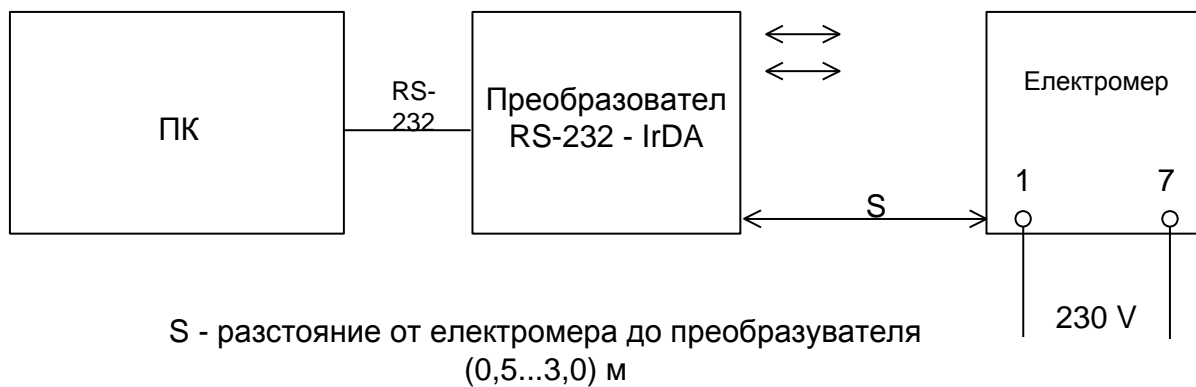 ПК
RS-
232
Преобразовател
RS-232 - IrDA
S
Електромер
1 7
230 V
S - разстояние от електромера до преобразувателя
(0,5...3,0) м